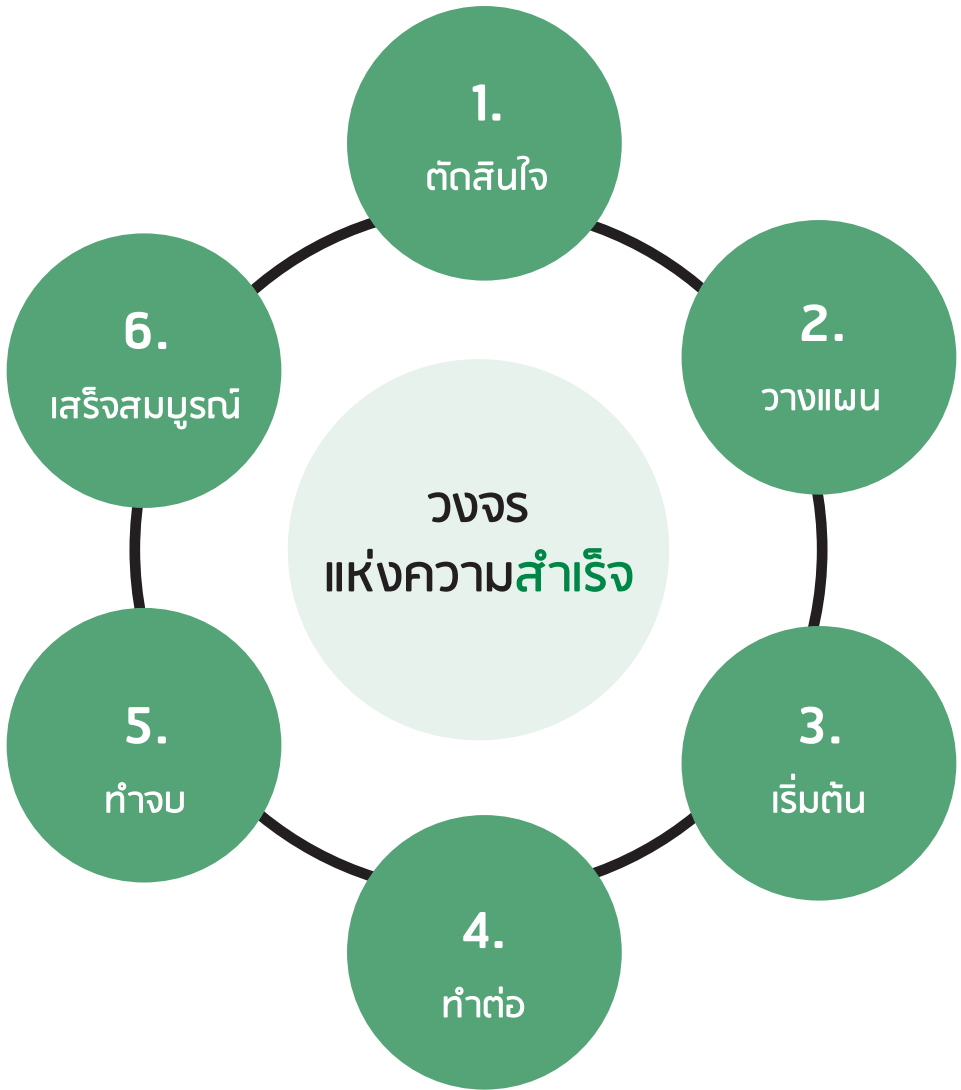 1.
ตัดสินใจ
2.
วางแผน
3.
เริ่มต้น
4.
ทำต่อ
5.
ทำจบ
6.
เสร็จสมบูรณ์
วงจร
แห่งความสำเร็จ